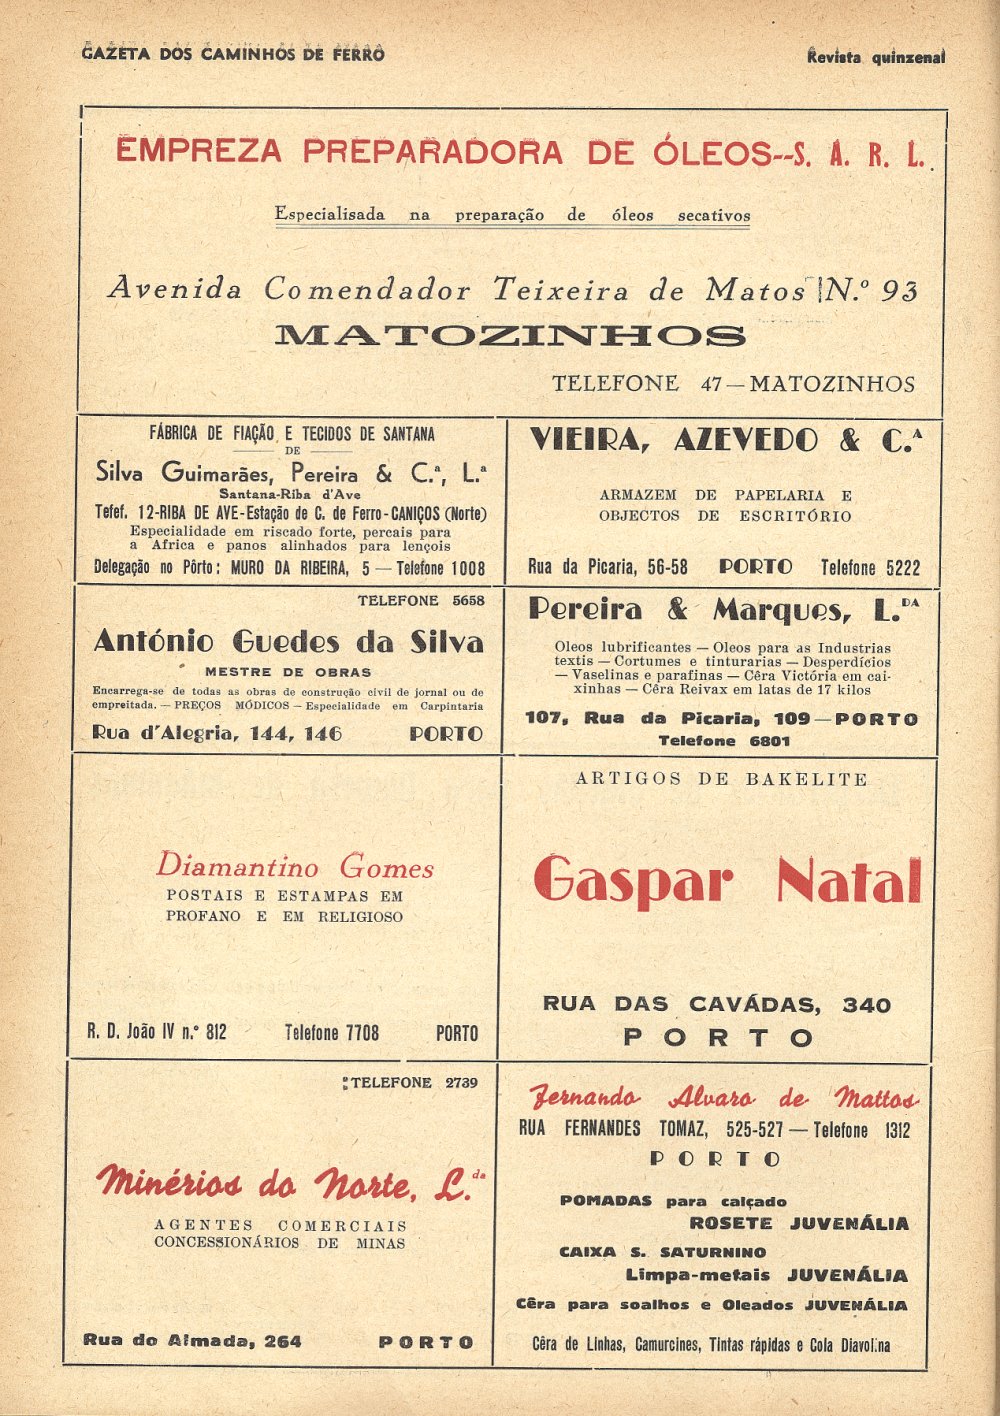 GAZETA DOS CAMINHOS DE FERRO
Revista quinzenal
EMPREZA PREPARADORA DE ÓLEOS--S. A. R. L.
Especialisada na preparação de óleos secativos
Avenida Comendador Teixeira de Matos N.º 93
MATOZINHOS
TELEFONE 47—MATOZINHOS
FÁBRICA DE FIAÇÃO E TECIDOS DE SANTANA
DE
Silva Guimarães, Pereira & C.ª, L.ª
Santana-Riba d'Ave
Tefef. 12-RIBA DE AVE-Estação de C. de Ferro-CANIÇOS (Norte)
Especialidade em riscado forte, percais para
a Africa e panos alinhados para lençois
Delegação no Pôrto: MURO DA RIBEIRA, 5—Telefone 1008
VIEIRA, AZEVEDO & C.ª
ARMAZEM DE PAPELARIA E
OBJECTOS DE ESCRITÓRIO
Rua da Picaria, 56-58 PORTO Telefone 5222
TELEFONE 5658
António Guedes da Silva
MESTRE DE OBRAS
Encarrega-se de todas as obras de construção civil de jornal ou de
empreitada. — PREÇOS MÓDICOS — Especialidade em Carpintaria
Rua d'Alegria, 144, 146 PORTO
Pereira & Marques, L.DA
Oleos lubrificantes — Oleos para as Industrias
textis — Cortumes e tinturarias — Desperdícios
— Vaselinas e parafinas — Cêra Victória em cai-
xinhas — Cêra Reivax em latas de 17 kilos
107, Rua da Picaria, 109—PORTO
Telefone 6801
Diamantino Gomes
POSTAIS E ESTAMPAS EM
PROFANO E EM RELIGIOSO
R. D. João IV n.º 812 Telefone 7708 PORTO
ARTIGOS DE BAKELITE
Gaspar Natal
RUA DAS CAVÁDAS, 340
PORTO
TELEFONE 2739
Minérios do Norte, L.da
AGENTES COMERCIAIS
CONCESSIONÁRIOS DE MINAS
Rua do Almada, 264 PORTO
Fernando Alvaro de Mattos
RUA FERNANDES TOMAZ, 525-527—Telefone 1312
PORTO
POMADAS para calçado
ROSETE JUVENÁLIA
CAIXA S. SATURNINO
Limpa-metais JUVENÁLIA
Cêra para soalhos e Oleados JUVENÁLIA
Cêra de Linhas, Camurcines, Tintas rápidas e Cola Diavolina